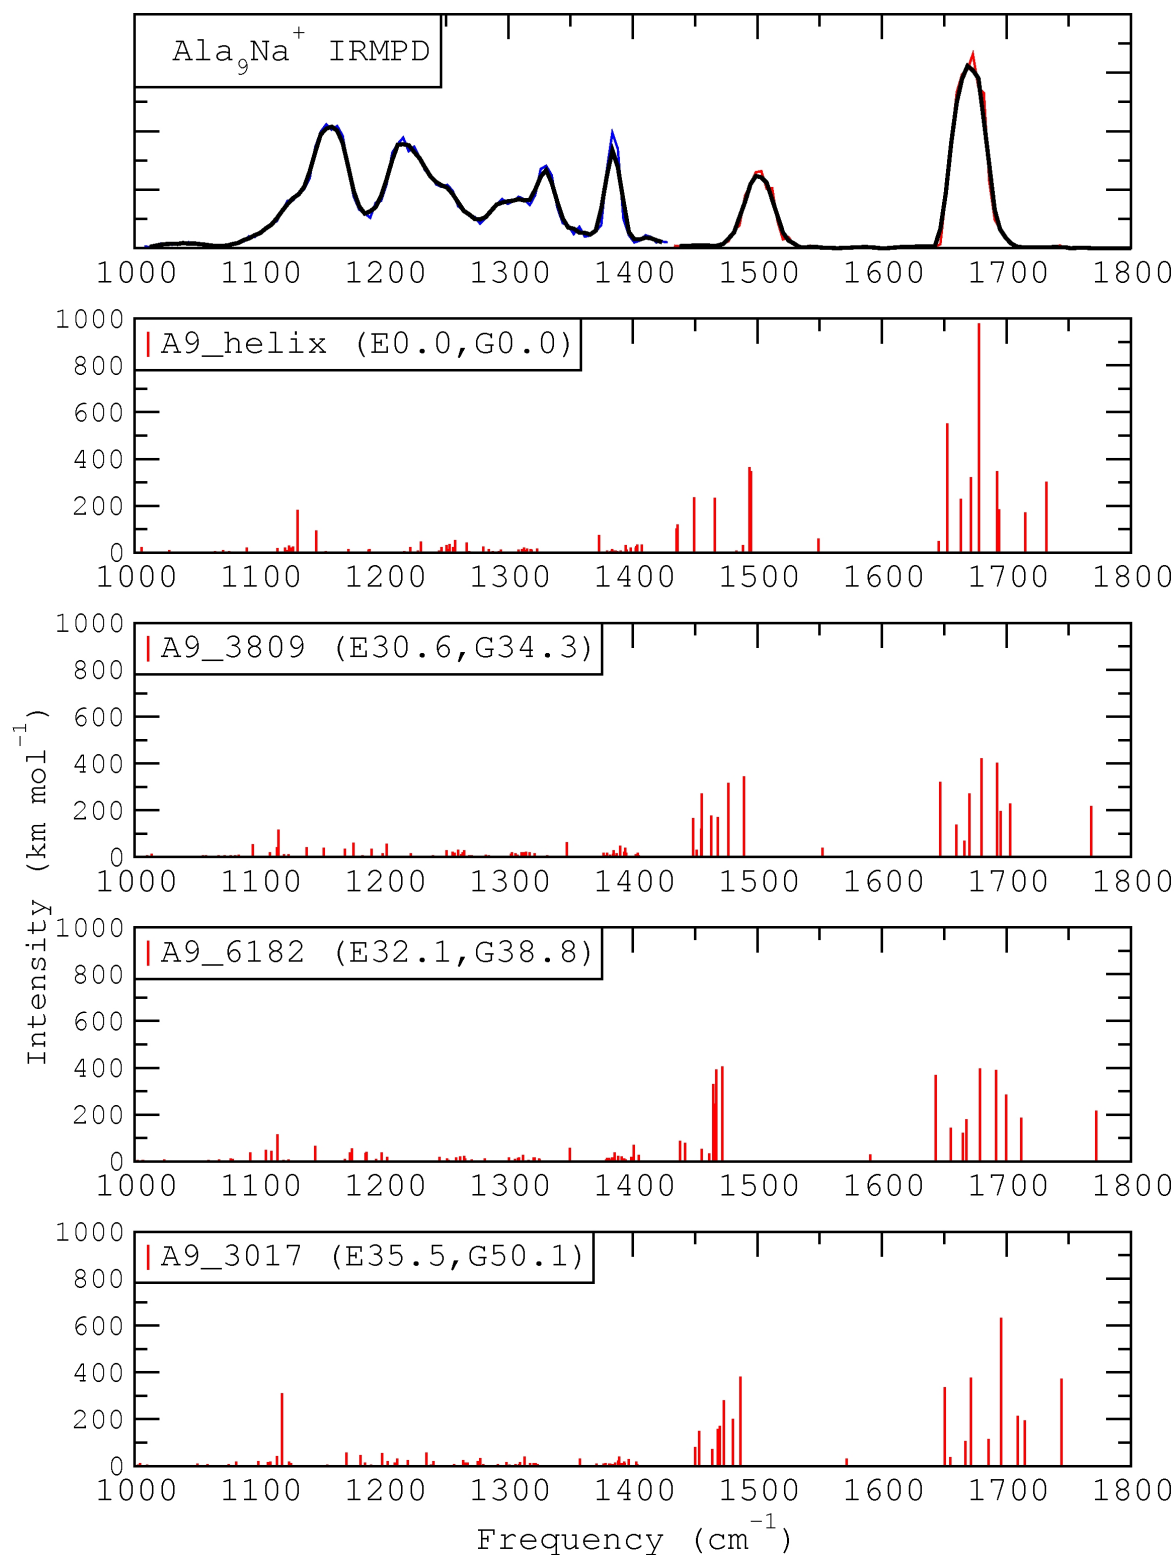 Ala9Na+ IRMPD
1000 1100 1200 1300 1400 1500 1600 1700 1800
A9_helix (E0.0,G0.0)
1000
800
600
400
200
0
1000 1100 1200 1300 1400 1500 1600 1700 1800
A9_3809 (E30.6,G34.3)
1000
800
600
400
200
0
1000 1100 1200 1300 1400 1500 1600 1700 1800
Intensity (km mol−1)
A9_6182 (E32.1,G38.8)
1000
800
600
400
200
0
1000 1100 1200 1300 1400 1500 1600 1700 1800
A9_3017 (E35.5,G50.1)
1000
800
600
400
200
0
1000 1100 1200 1300 1400 1500 1600 1700 1800
Frequency (cm−1)